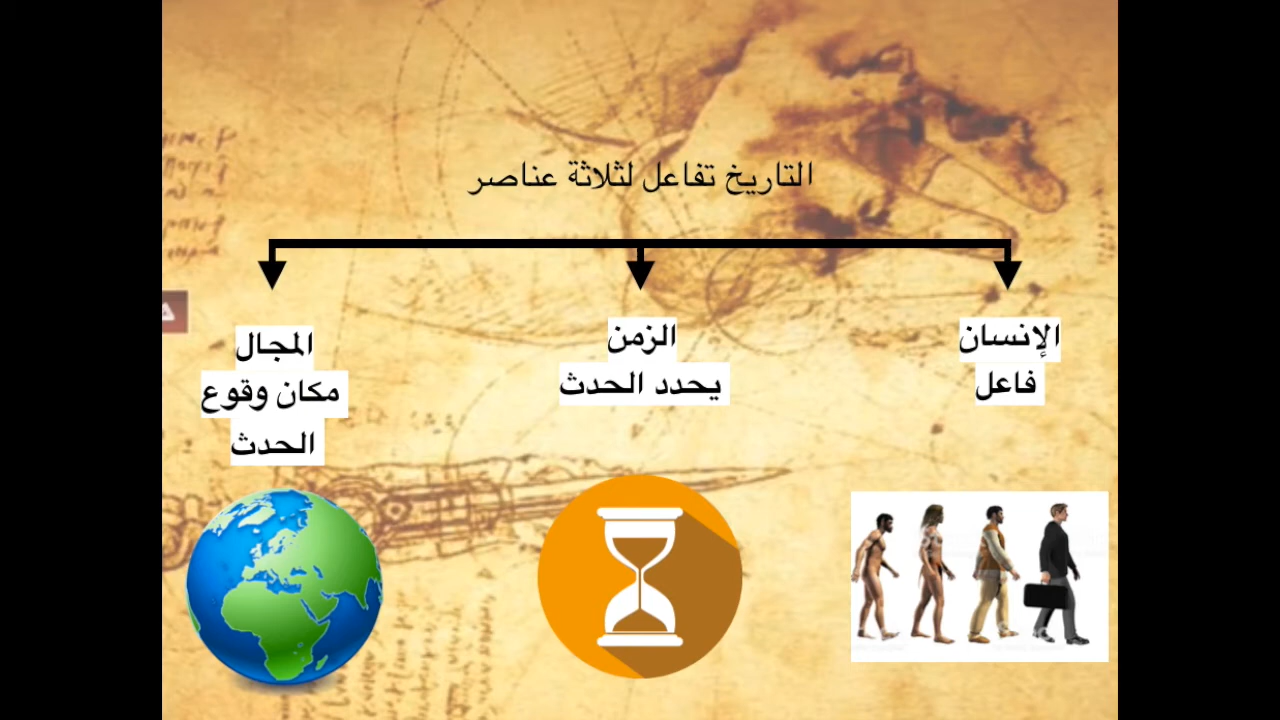 التاريخ تفاعل لثلاثة عناصر
الإنسان
فاعل
الزمن
يحدد الحدث
المجال
مكان وقوع
الحدث